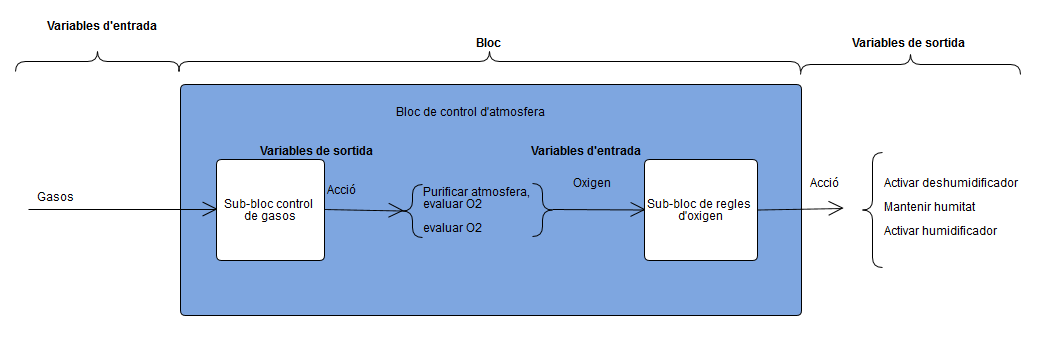 Variables d'entrada
Bloc
Variables de sortida
Bloc de control d'atmosfera
Variables de sortida
Variables d'entrada
Gasos
Sub-bloc control
de gasos
Acció
Purificar atmosfera,
evaluar O2
evaluar O2
Oxigen
Sub-bloc de regles
d'oxigen
Acció
Activar deshumidificador
Mantenir humitat
Activar humidificador